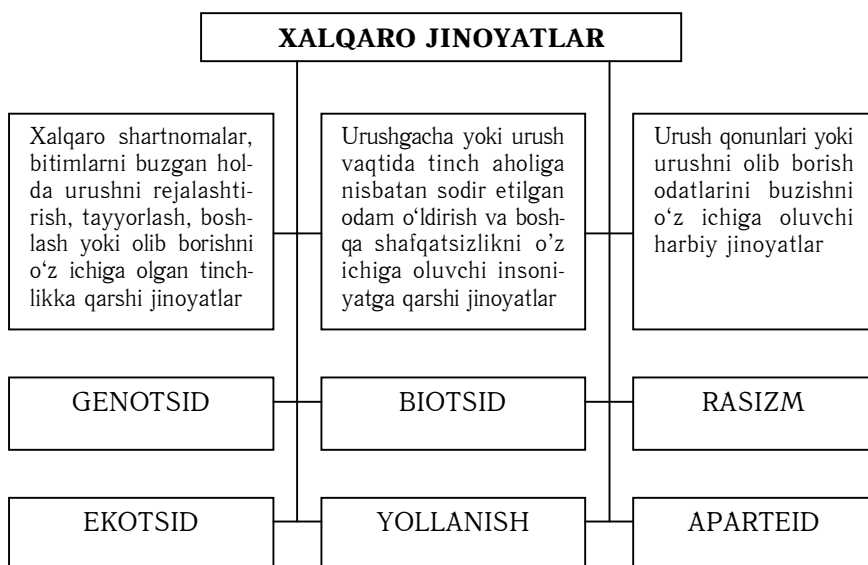 XALQARO JINOYATLAR
Xalqaro shartnomalar,
bitimlarni buzgan hol-
da urushni rejalashti-
rish, tayyorlash, bosh-
lash yoki olib borishni
o‘z ichiga olgan tinch-
likka qarshi jinoyatlar
Urushgacha yoki urush
vaqtida tinch aholiga
nisbatan sodir etilgan
odam o‘ldirish va bosh-
qa shafqatsizlikni o’z
ichiga oluvchi insoni-
yatga qarshi jinoyatlar
Urush qonunlari yoki
urushni olib borish
odatlarini buzishni
o‘z ichiga oluvchi
harbiy jinoyatlar
GENOTSID
BIOTSID
RASIZM
EKOTSID
YOLLANISH
APARTEID